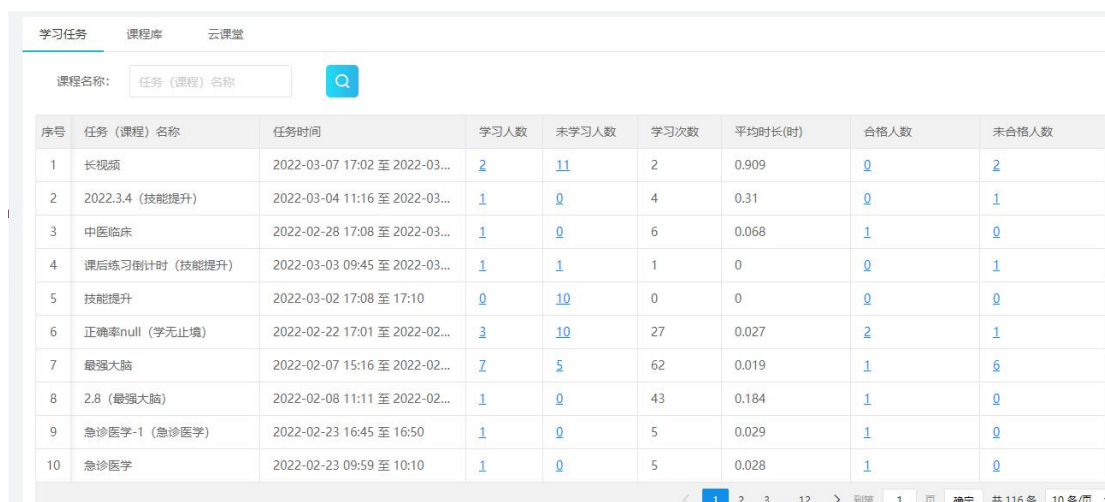 学习任务 课程库 云课堂
课程名称: 任务（课程）名称
序号 任务（课程）名称 任务时间 学习人数 未学习人数 学习次数 平均时长(时) 合格人数 未合格人数
1 长视频 2022-03-07 17:02 至 2022-03... 2 11 2 0.909 0 2
2 2022.3.4（技能提升） 2022-03-04 11:16 至 2022-03... 1 0 4 0.31 0 1
3 中医临床 2022-02-28 17:08 至 2022-03... 1 0 6 0.068 1 0
4 课后练习倒计时（技能提升） 2022-03-03 09:45 至 2022-03... 1 1 1 0 0 1
5 技能提升 2022-03-02 17:08 至 17:10 0 10 0 0 0 0
6 正确率null（学无止境） 2022-02-22 17:01 至 2022-02... 3 10 27 0.027 2 1
7 最强大脑 2022-02-07 15:16 至 2022-02... 7 5 62 0.019 1 6
8 2.8（最强大脑） 2022-02-08 11:11 至 2022-02... 1 0 43 0.184 1 0
9 急诊医学-1（急诊医学） 2022-02-23 16:45 至 16:50 1 0 5 0.029 1 0
10 急诊医学 2022-02-23 09:59 至 10:10 1 0 5 0.028 1 0
< 1 2 3 ... 12 > 到第 1 页 确定 共 116 条 10 条/页